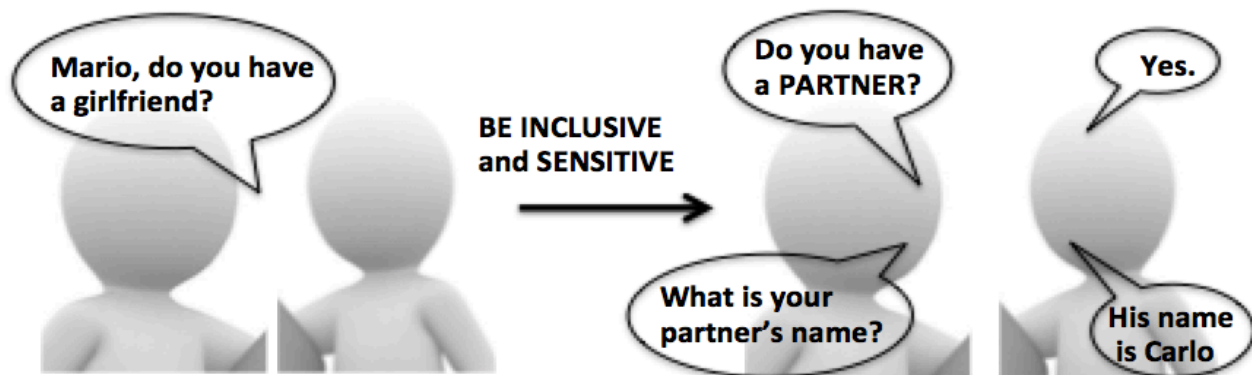 Mario, do you have
a girlfriend?
BE INCLUSIVE
and SENSITIVE
Do you have
a PARTNER?
Yes.
What is your
partner's name?
His name
is Carlo